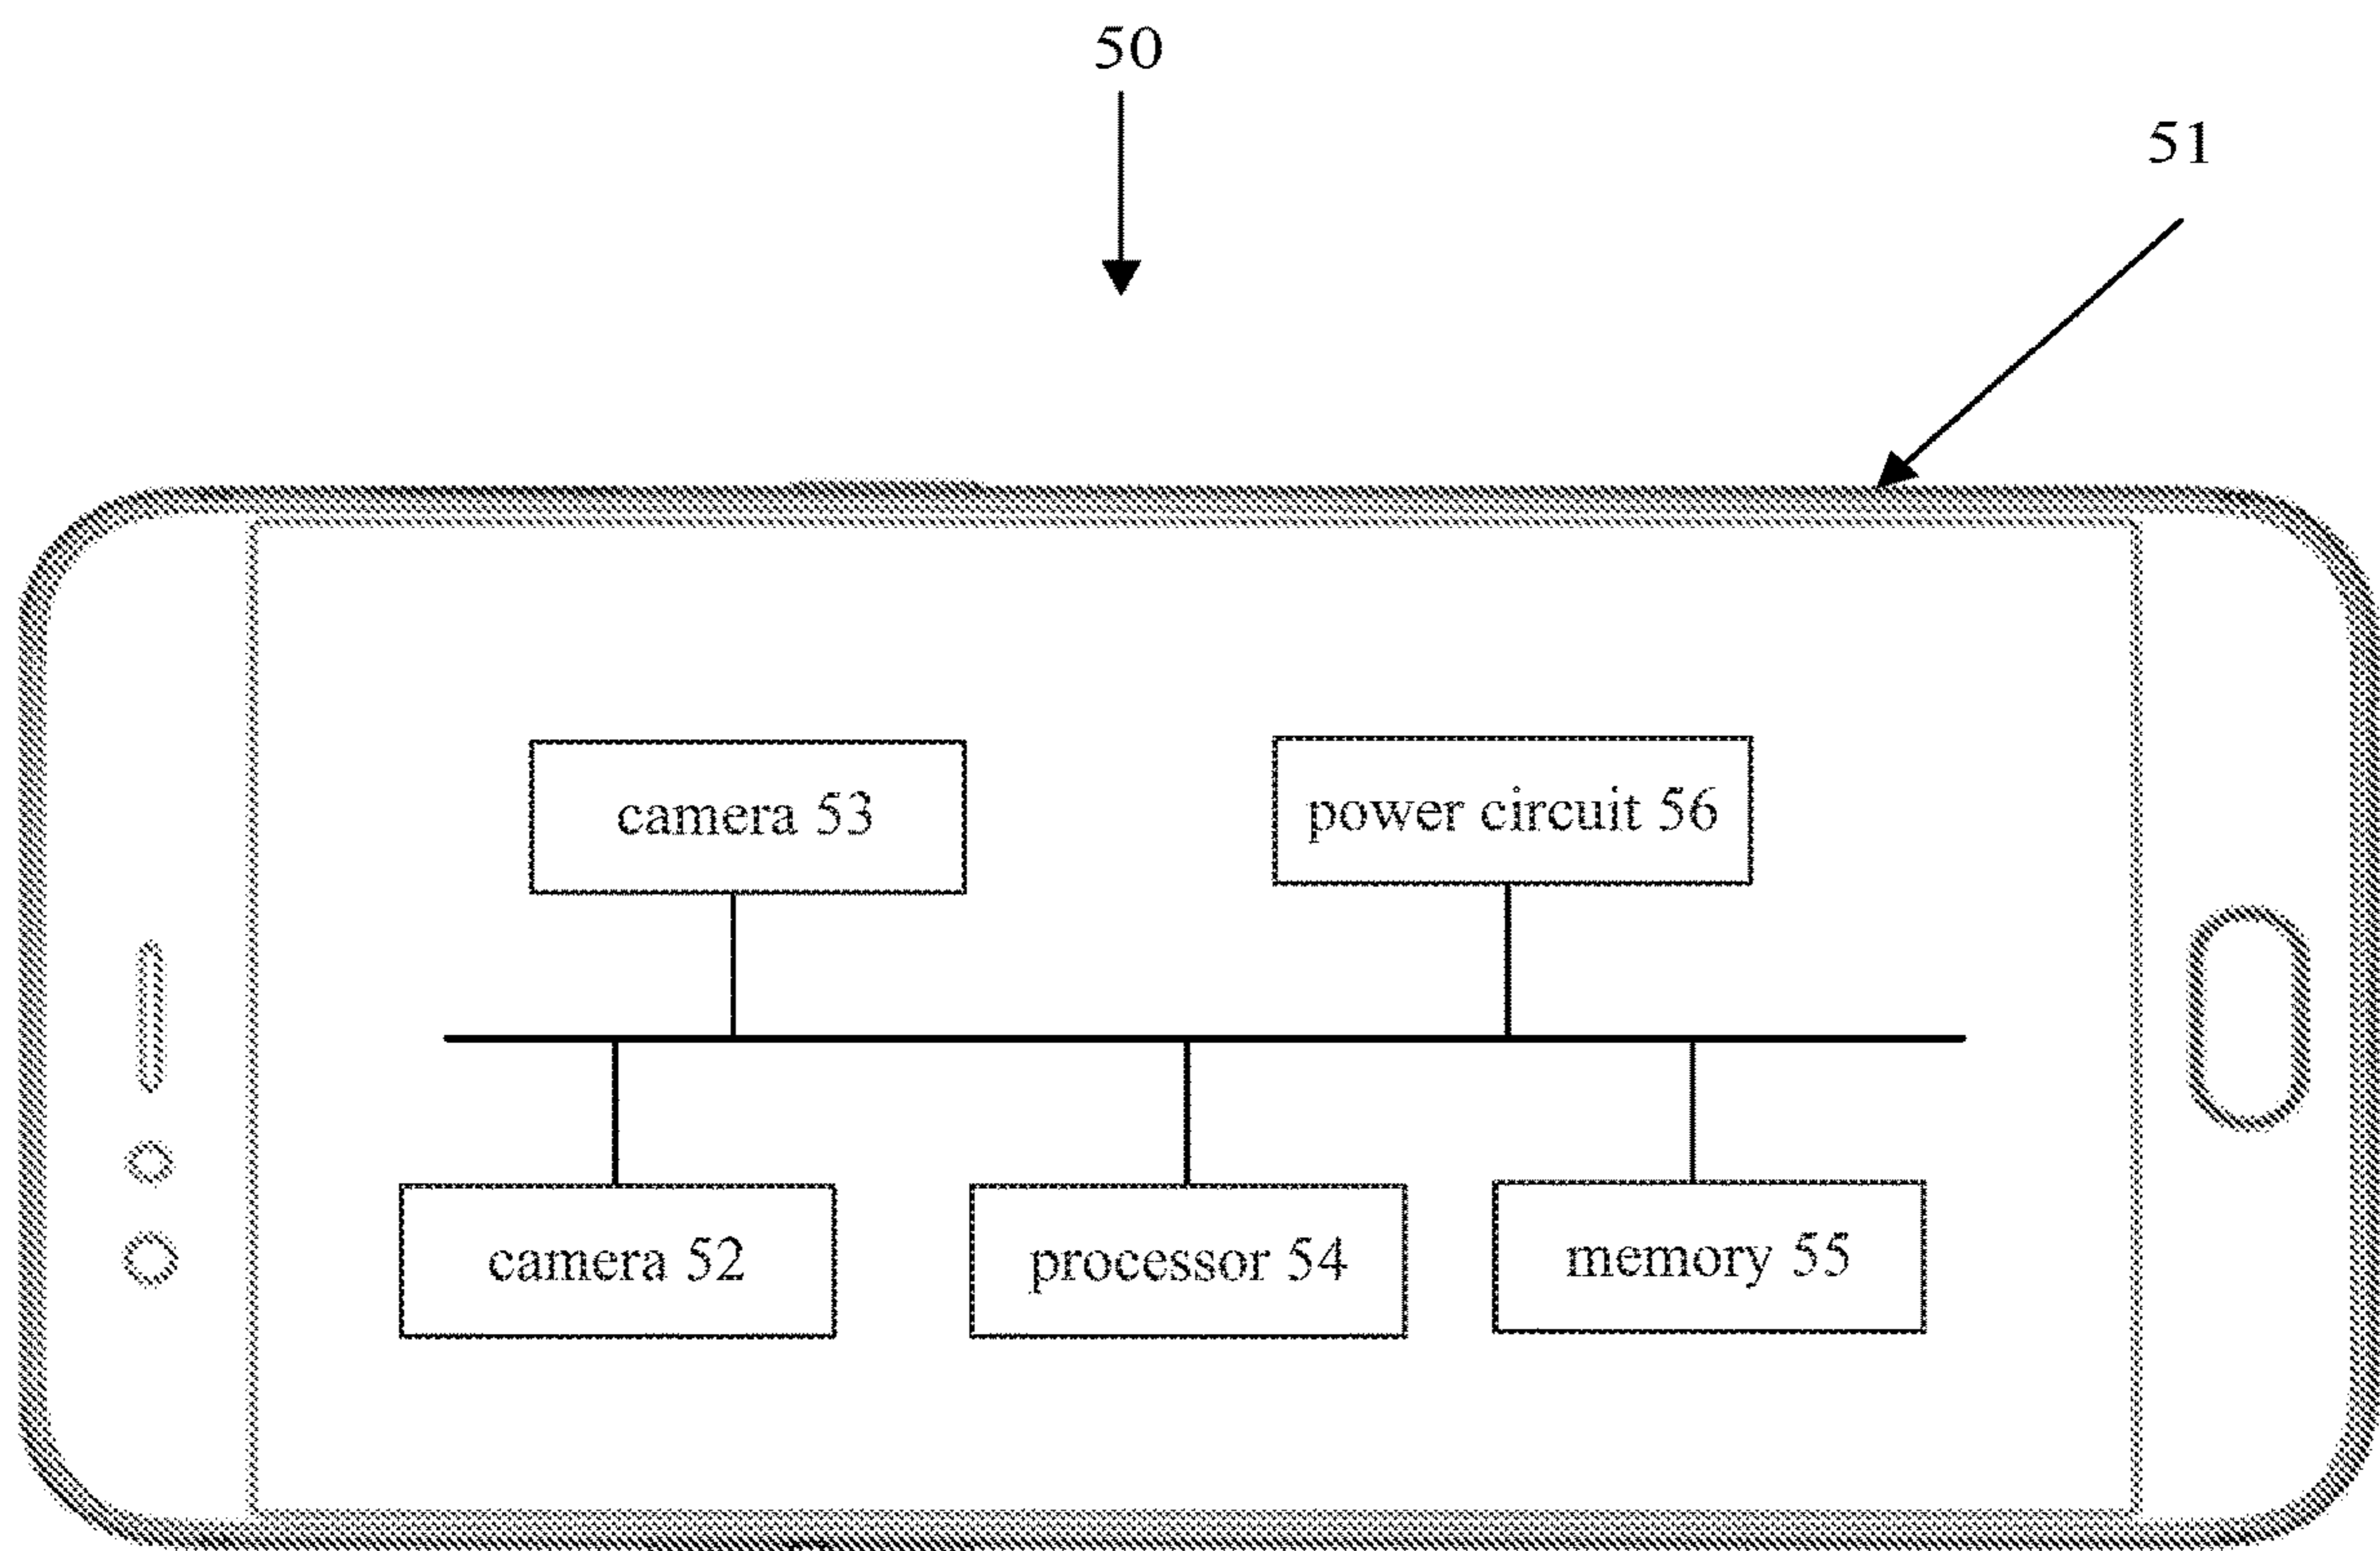 50
51
camera 53
power circuit 56
camera 52
processor 54
memory 55